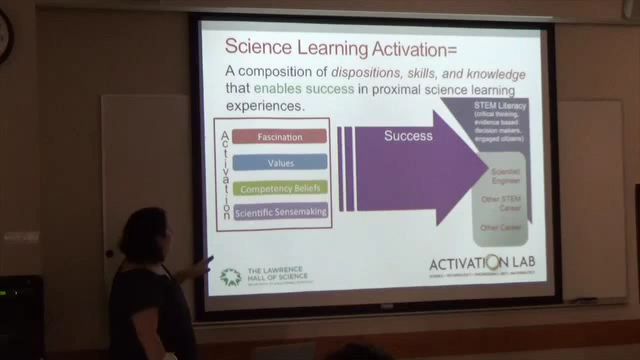 Science Learning Activation=
A composition of dispositions, skills, and knowledge
that enables success in proximal science learning
experiences.
Activation
Fascination
Values
Competency Beliefs
Scientific Sensemaking
Success
STEM Literacy
(critical thinking,
evidence based
decision makers,
engaged citizens)
Scientist
Engineer
Other STEM
Career
Other Career
THE LAWRENCE
HALL OF SCIENCE
ACTIVATION LAB